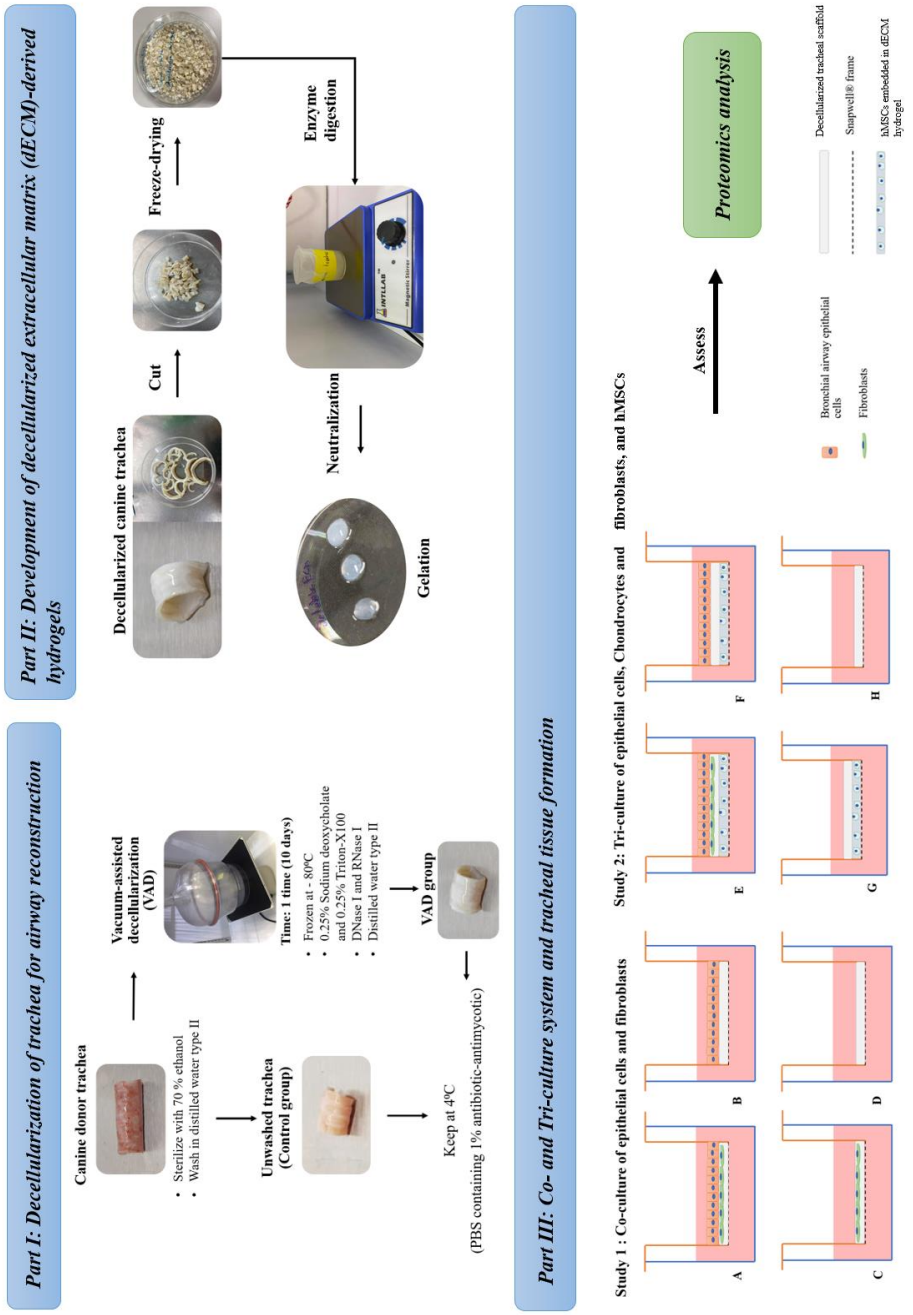 Part I: Decellularization of trachea for airway reconstruction
Canine donor trachea
• Sterilize with 70 % ethanol
• Wash in distilled water type II
Unwashed trachea
(Control group)
Vacuum-assisted
decellularization
(VAD)
Time: 1 time (10 days)
• Frozen at - 80ºC
• 0.25% Sodium deoxycholate
and 0.25% Triton-X100
• DNase I and RNase I
• Distilled water type II
VAD group
Keep at 4ºC
(PBS containing 1% antibiotic-antimycotic)
Part II: Development of decellularized extracellular matrix (dECM)-derived
hydrogels
Decellularized canine trachea
Cut
Freeze-drying
Enzyme
digestion
INTLLAB™
Magnetic Stirrer
Neutralization
Gelation
Part III: Co- and Tri-culture system and tracheal tissue formation
Study 1 : Co-culture of epithelial cells and fibroblasts
A
B
C
D
Study 2: Tri-culture of epithelial cells, Chondrocytes and fibroblasts, and hMSCs
E
F
G
H
Assess
Proteomics analysis
Bronchial airway epithelial
cells
Fibroblasts
Decellularized tracheal scaffold
Snapwell® frame
hMSCs embedded in dECM
hydrogel